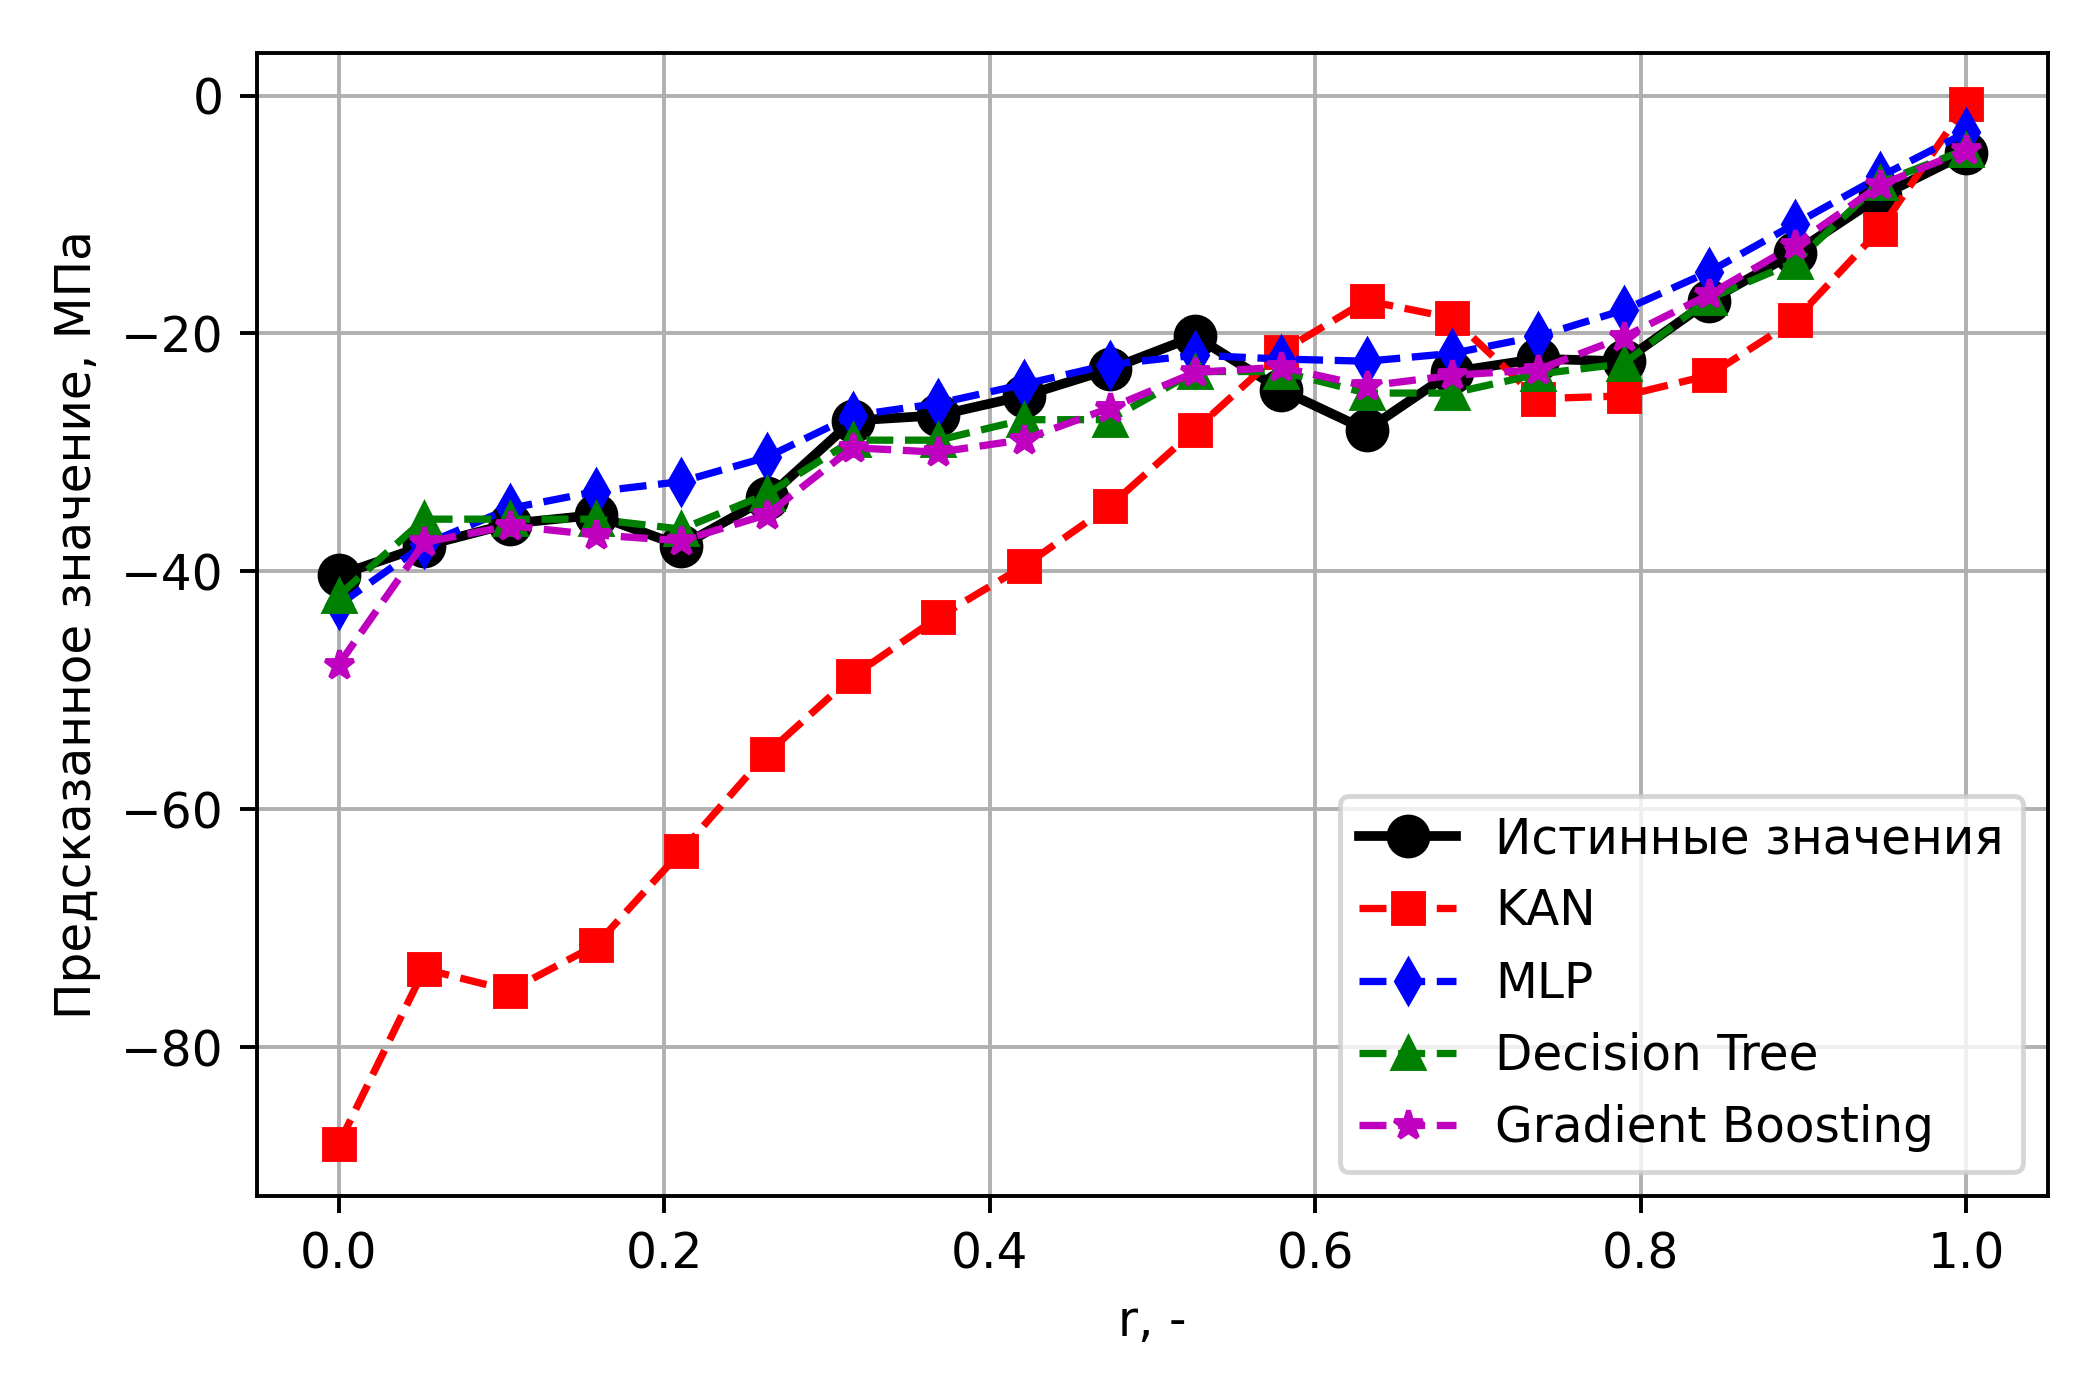 Предсказанное значение, МПа
0
−20
−40
−60
−80
0.0 0.2 0.4 0.6 0.8 1.0
r, -
Истинные значения
KAN
MLP
Decision Tree
Gradient Boosting